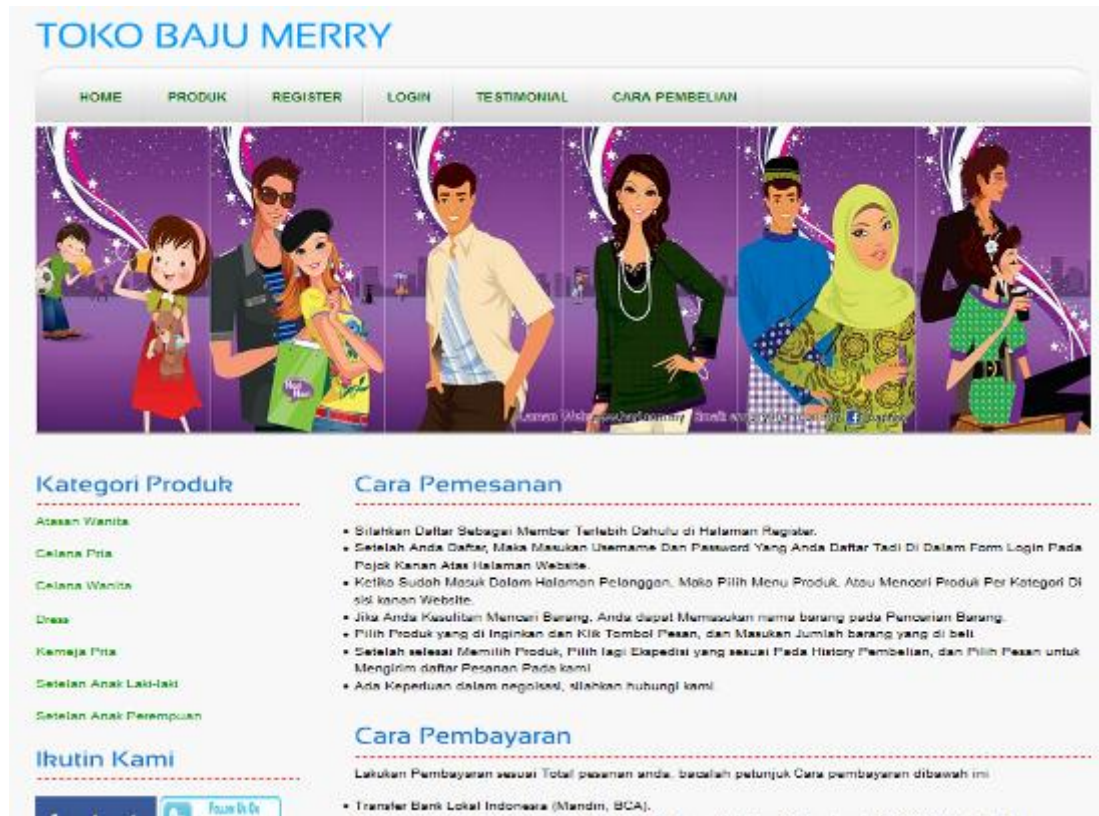 TOKO BAJU MERRY
HOME PRODUK REGISTER LOGIN TESTIMONIAL CARA PEMBELIAN
Kategori Produk
Atasan Wanita
Celana Pria
Celana Wanita
Dress
Kemeja Pria
Setelan Anak Laki-laki
Setelan Anak Perempuan
Ikutin Kami
Follow Us On
Cara Pemesanan
• Silahkan Daftar Sebagai Member Terlebih Dahulu di Halaman Register.
• Setelah Anda Daftar, Maka Masukan Username Dan Password Yang Anda Daftar Tadi Di Dalam Form Login Pada
Pojok Kanan Atas Halaman Website.
• Ketika Sudah Masuk Dalam Halaman Pelanggan, Maka Pilih Menu Produk, Atau Mencari Produk Per Kategori Di
sisi kanan Website.
• Jika Anda Kesulitan Mencari Barang, Anda dapat Memasukan nama barang pada Pencarian Barang.
• Pilih Produk yang di Inginkan dan Klik Tombol Pesan, dan Masukan Jumlah barang yang di beli
• Setelah selesai Memilih Produk, Pilih lagi Ekspedisi yang sesuai Pada History Pembelian, dan Pilih Pesan untuk
Mengirim daftar Pesanan Pada kami
• Ada Keperluan dalam negoisasi, silahkan hubungi kami
Cara Pembayaran
Lakukan Pembayaran sesuai Total pesanan anda, bacalah petunjuk Cara pembayaran dibawah ini
• Transfer Bank Lokal Indonesia (Mandiri, BCA).